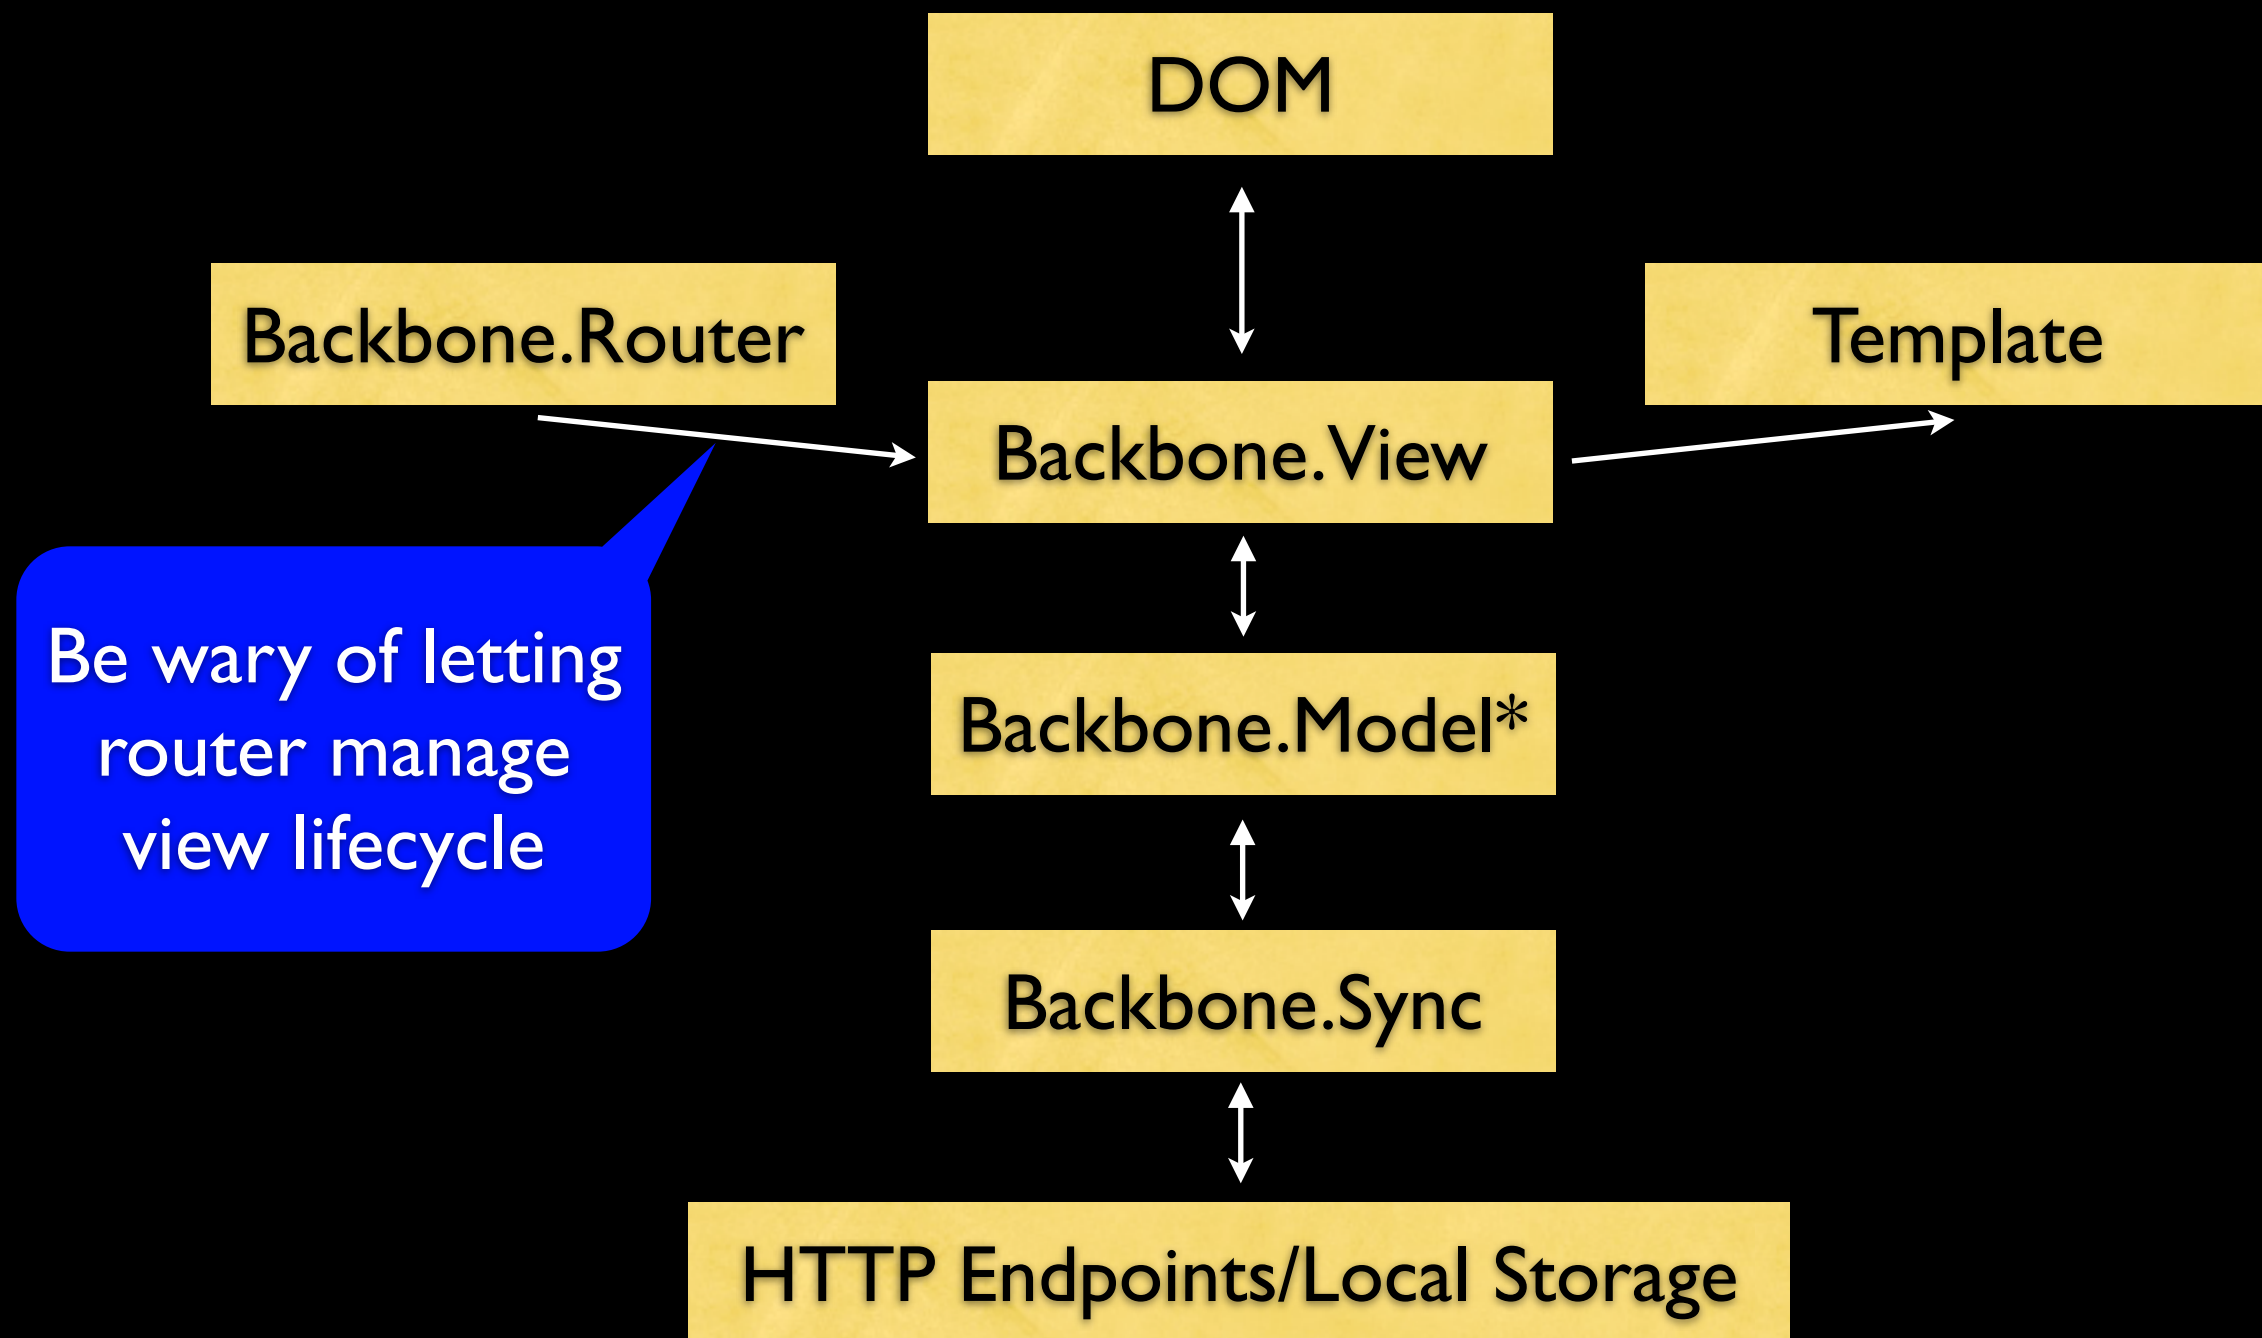 DOM
Backbone.Router
Template
Backbone.View
Be wary of letting
router manage
view lifecycle
Backbone.Model*
Backbone.Sync
HTTP Endpoints/Local Storage